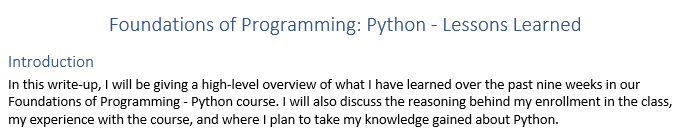 Foundations of Programming: Python - Lessons Learned
Introduction
In this write-up, I will be giving a high-level overview of what I have learned over the past nine weeks in our
Foundations of Programming - Python course. I will also discuss the reasoning behind my enrollment in the class,
my experience with the course, and where I plan to take my knowledge gained about Python.